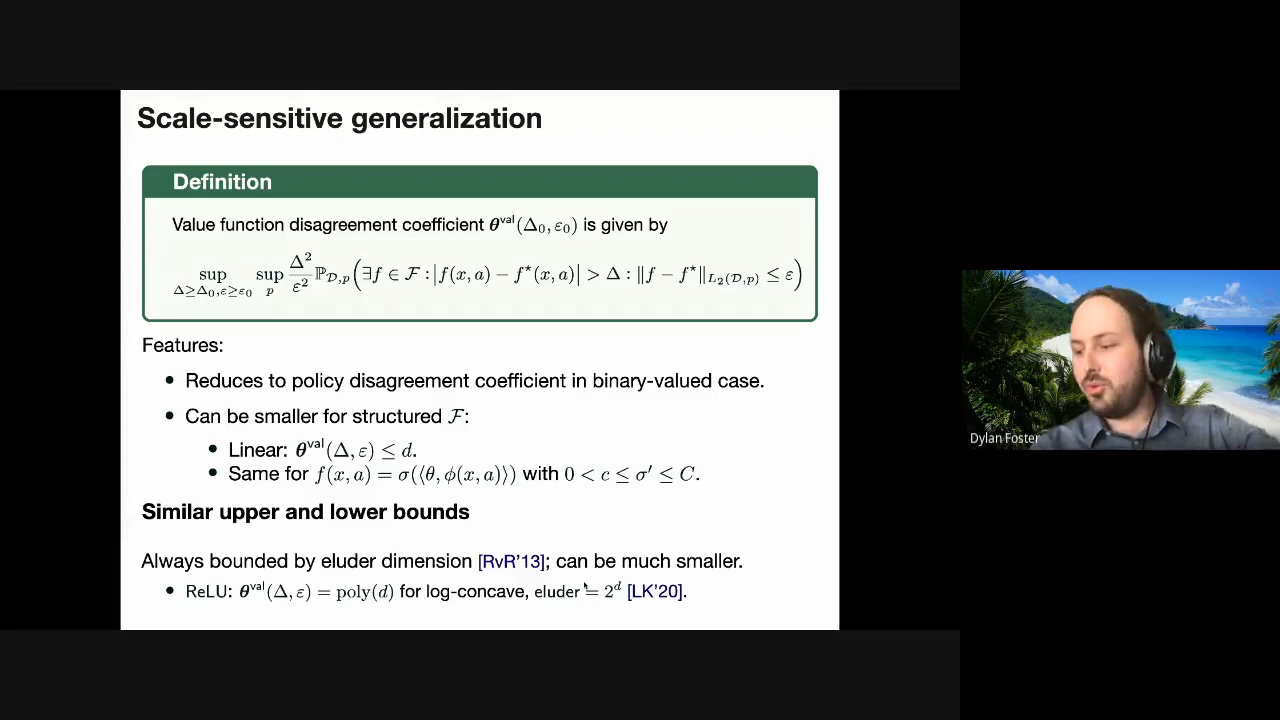 Scale-sensitive generalization
Definition
Value function disagreement coefficient θ^val(Δ₀, ε₀) is given by
sup_{Δ≥Δ₀,ε≥ε₀} sup_p Δ²/ε² ℙ_{𝒟,p}(∃f ∈ ℱ : |f(x, a) − f⋆(x, a)| > Δ : ‖f − f⋆‖_{L₂(𝒟,p)} ≤ ε)
Features:
• Reduces to policy disagreement coefficient in binary-valued case.
• Can be smaller for structured ℱ:
• Linear: θ^val(Δ, ε) ≤ d.
• Same for f(x, a) = σ(⟨θ, φ(x, a)⟩) with 0 < c ≤ σ′ ≤ C.
Similar upper and lower bounds
Always bounded by eluder dimension [RvR'13]; can be much smaller.
• ReLU: θ^val(Δ, ε) = poly(d) for log-concave, eluder = 2^d [LK'20].
Dylan Foster